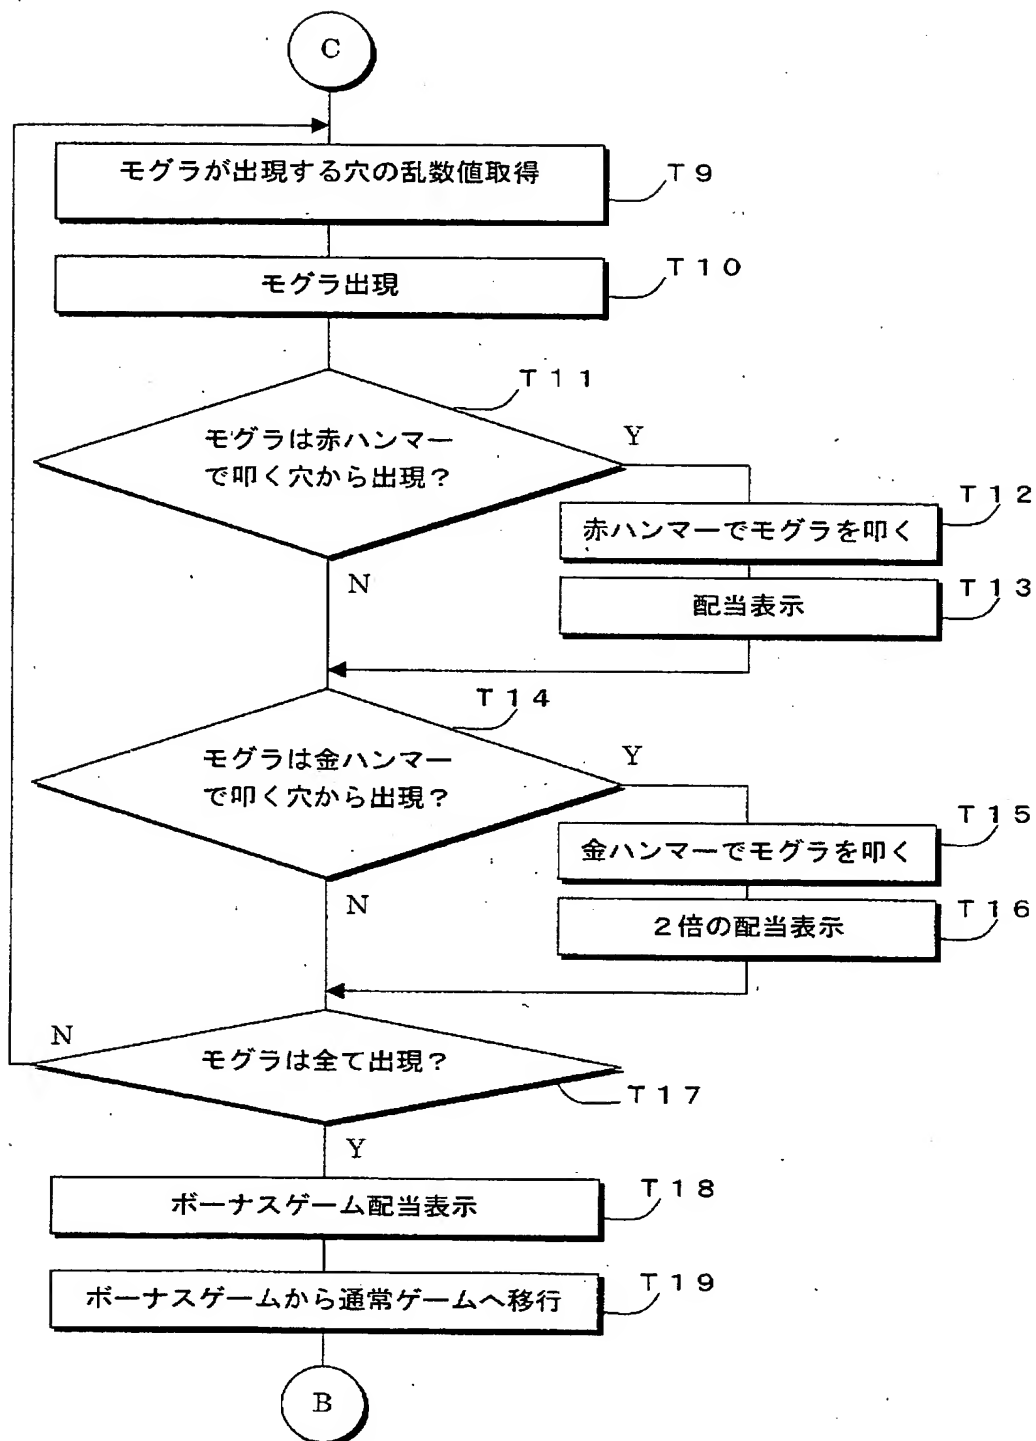 C
モグラが出現する穴の乱数値取得
T9
モグラ出現
T10
T11
モグラは赤ハンマー
で叩く穴から出現?
Y
N
T12
赤ハンマーでモグラを叩く
T13
配当表示
T14
モグラは金ハンマー
で叩く穴から出現?
Y
N
T15
金ハンマーでモグラを叩く
T16
2倍の配当表示
N
モグラは全て出現?
T17
Y
ボーナスゲーム配当表示
T18
ボーナスゲームから通常ゲームへ移行
T19
B